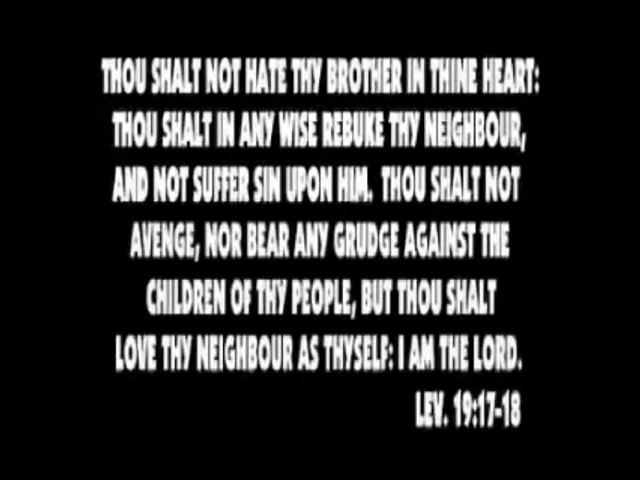 THOU SHALT NOT HATE THY BROTHER IN THINE HEART:
THOU SHALT IN ANY WISE REBUKE THY NEIGHBOUR,
AND NOT SUFFER SIN UPON HIM. THOU SHALT NOT
AVENGE, NOR BEAR ANY GRUDGE AGAINST THE
CHILDREN OF THY PEOPLE, BUT THOU SHALT
LOVE THY NEIGHBOUR AS THYSELF: I AM THE LORD.
LEV. 19:17-18